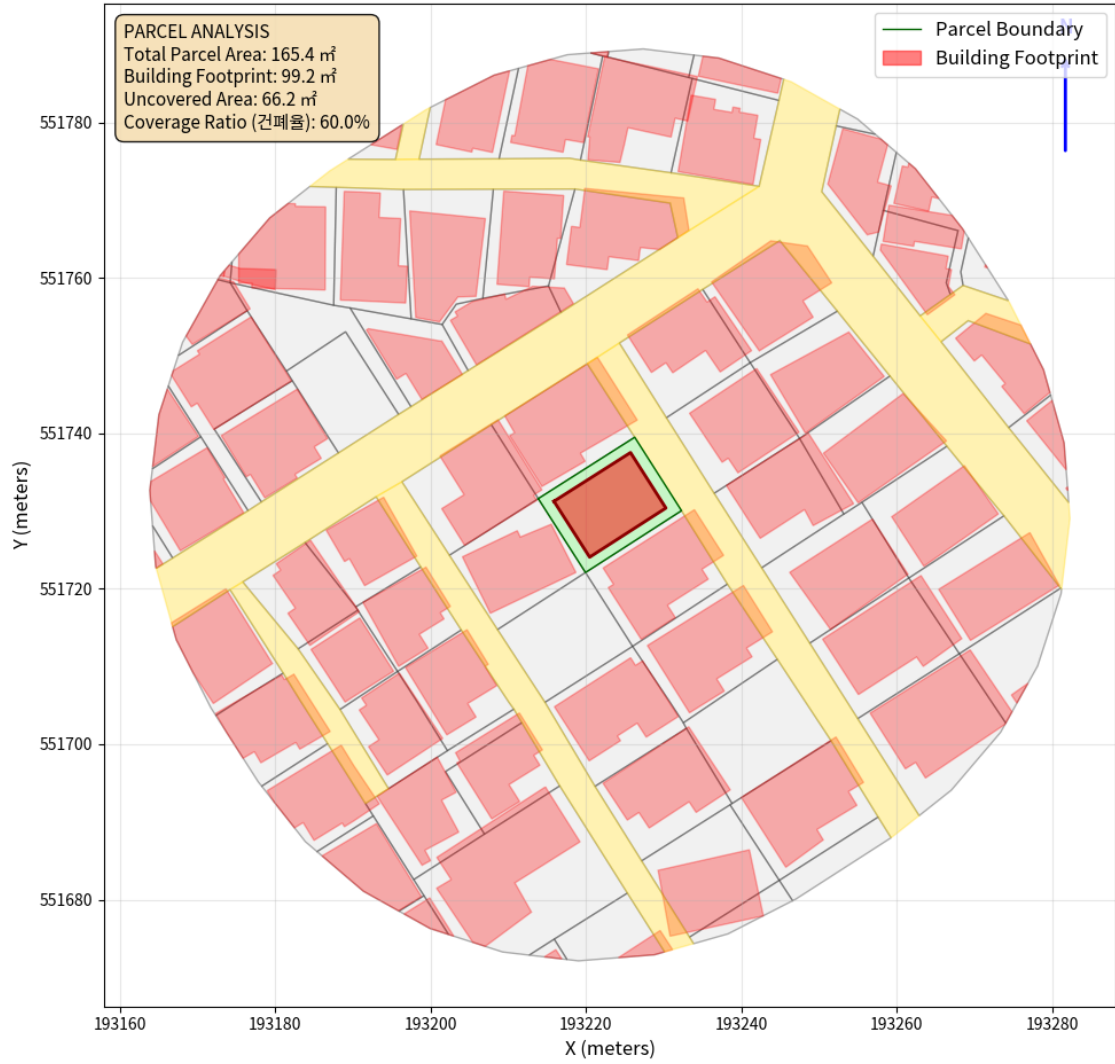 PARCEL ANALYSIS
Total Parcel Area: 165.4 ㎡
Building Footprint: 99.2 ㎡
Uncovered Area: 66.2 ㎡
Coverage Ratio (건폐율): 60.0%
N
Parcel Boundary
Building Footprint
551780
551760
551740
551720
551700
551680
Y (meters)
193160
193180
193200
193220
193240
193260
193280
X (meters)